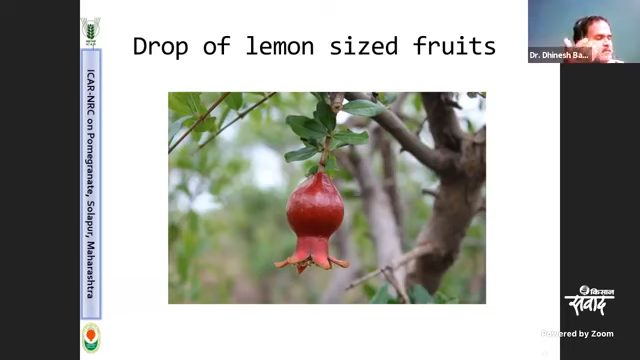 Drop of lemon sized fruits
ICAR-NRC on Pomegranate, Solapur, Maharashtra
Dr. Dhinesh Ba...
किसान
संवाद
Powered by Zoom